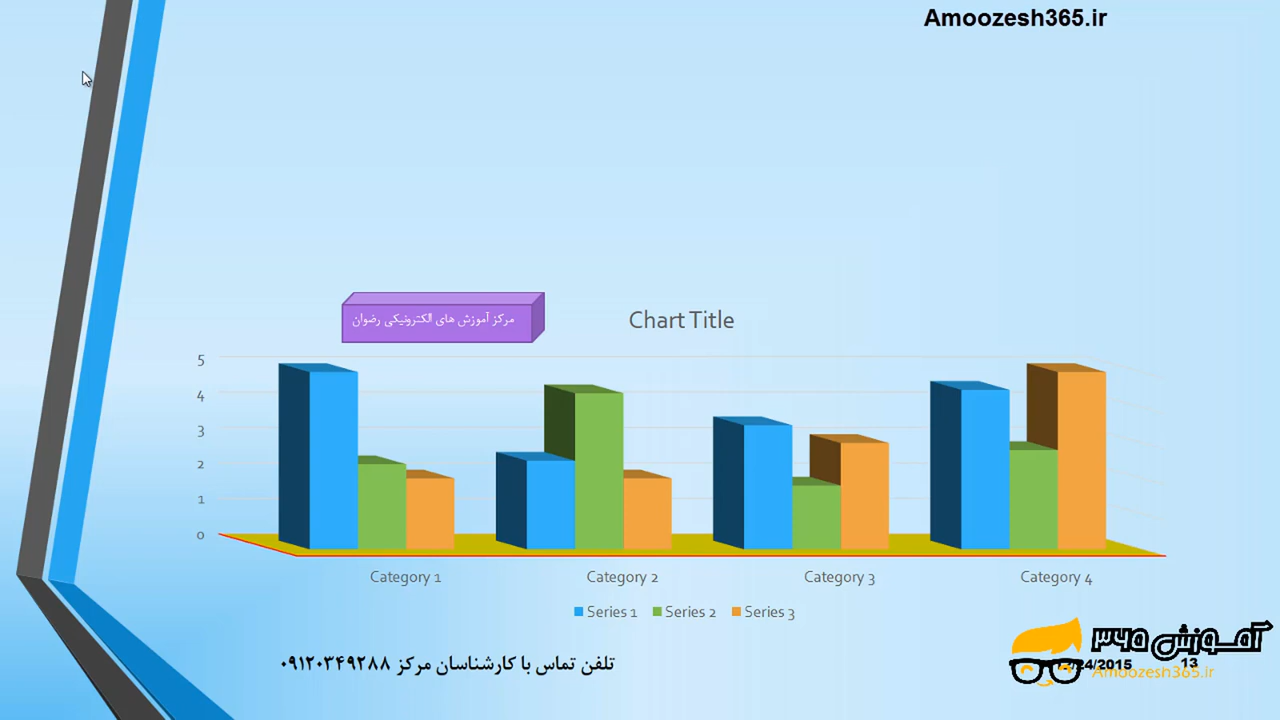 Amoozesh365.ir
مرکز آموزش های الکترونیکی رضوان
Chart Title
5
4
3
2
1
0
Category 1
Category 2
Category 3
Category 4
Series 1
Series 2
Series 3
تلفن تماس با کارشناسان مرکز ۰۹۱۲۰۳۴۹۲۸۸
آموزش ۳۶۵
24/2015
13
Amoozesh365.ir